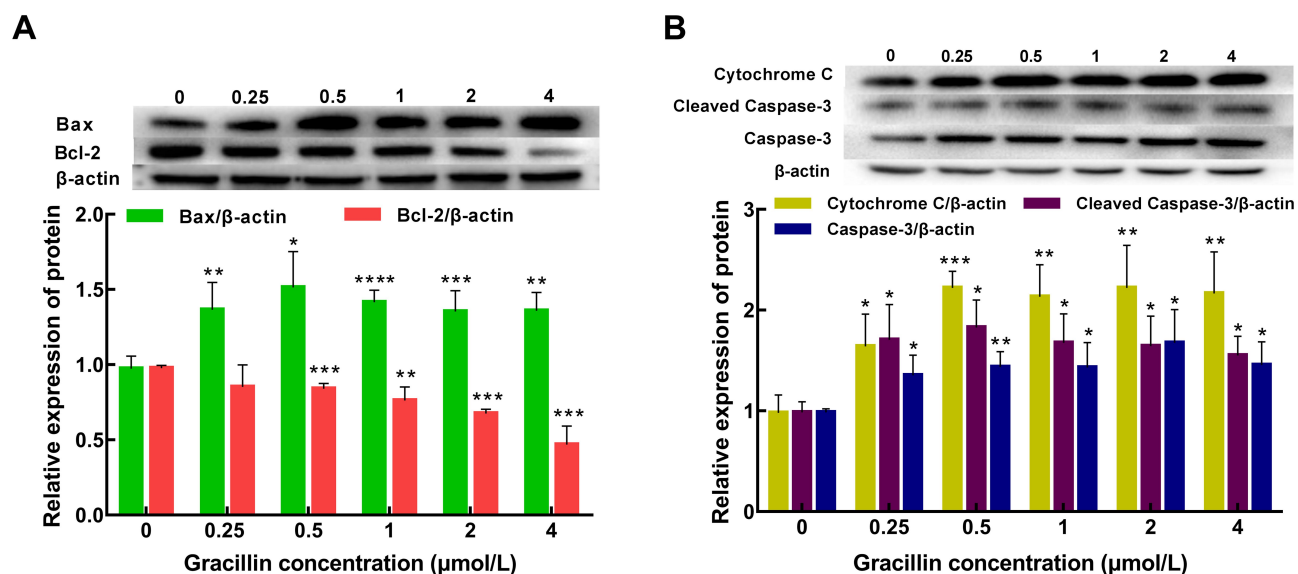 A
0 0.25 0.5 1 2 4
Bax
Bcl-2
β-actin
Bax/β-actin Bcl-2/β-actin
Relative expression of protein
2.0
1.5
1.0
0.5
0.0
** * **** *** **
*** ** *** ***
0 0.25 0.5 1 2 4
Gracillin concentration (μmol/L)
B
0 0.25 0.5 1 2 4
Cytochrome C
Cleaved Caspase-3
Caspase-3
β-actin
Cytochrome C/β-actin Cleaved Caspase-3/β-actin
Caspase-3/β-actin
Relative expression of protein
3
2
1
0
* * * *** * ** ** * * ** * * ** * *
0 0.25 0.5 1 2 4
Gracillin concentration (μmol/L)